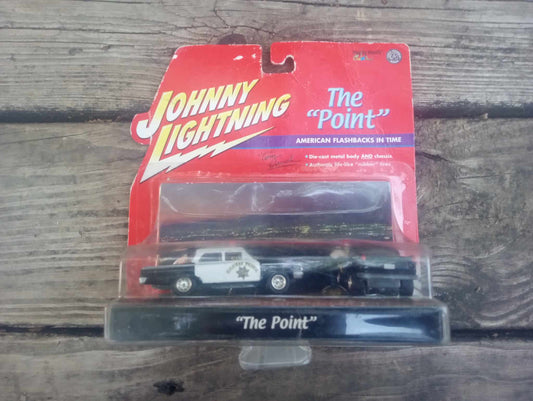 JOHNNY
LIGHTNING
The
"Point"
AMERICAN FLASHBACKS IN TIME
• Die-cast metal body AND chassis
• Authentic life-like "rubber" tires
"The Point"